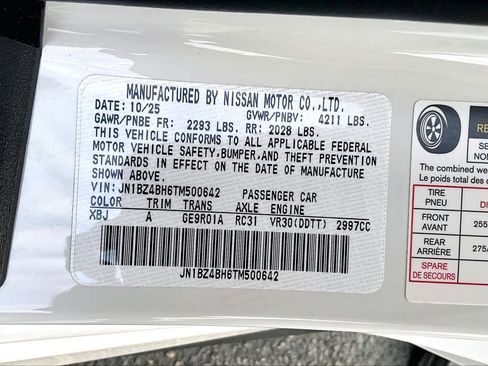 MANUFACTURED BY NISSAN MOTOR CO.,LTD.
DATE: 10/25 GVWR/PNBV: 4211 LBS.
GAWR/PNBE FR: 2293 LBS. RR: 2028 LBS.
THIS VEHICLE CONFORMS TO ALL APPLICABLE FEDERAL
MOTOR VEHICLE SAFETY, BUMPER, AND THEFT PREVENTION
STANDARDS IN EFFECT ON THE DATE OF MANUFACTURE
SHOWN ABOVE.
VIN: JN1BZ4BH6TM500642 PASSENGER CAR
COLOR TRIM TRANS AXLE ENGINE
XBJ A GE9R01A RC31 VR30(DDTT) 2997CC
JN1BZ4BH6TM500642
The combined we
Le poids total des
TIRE
PNEU
FRONT
AVANT
255
REAR
ARRIÈRE
275/
SPARE
DE SECOURS